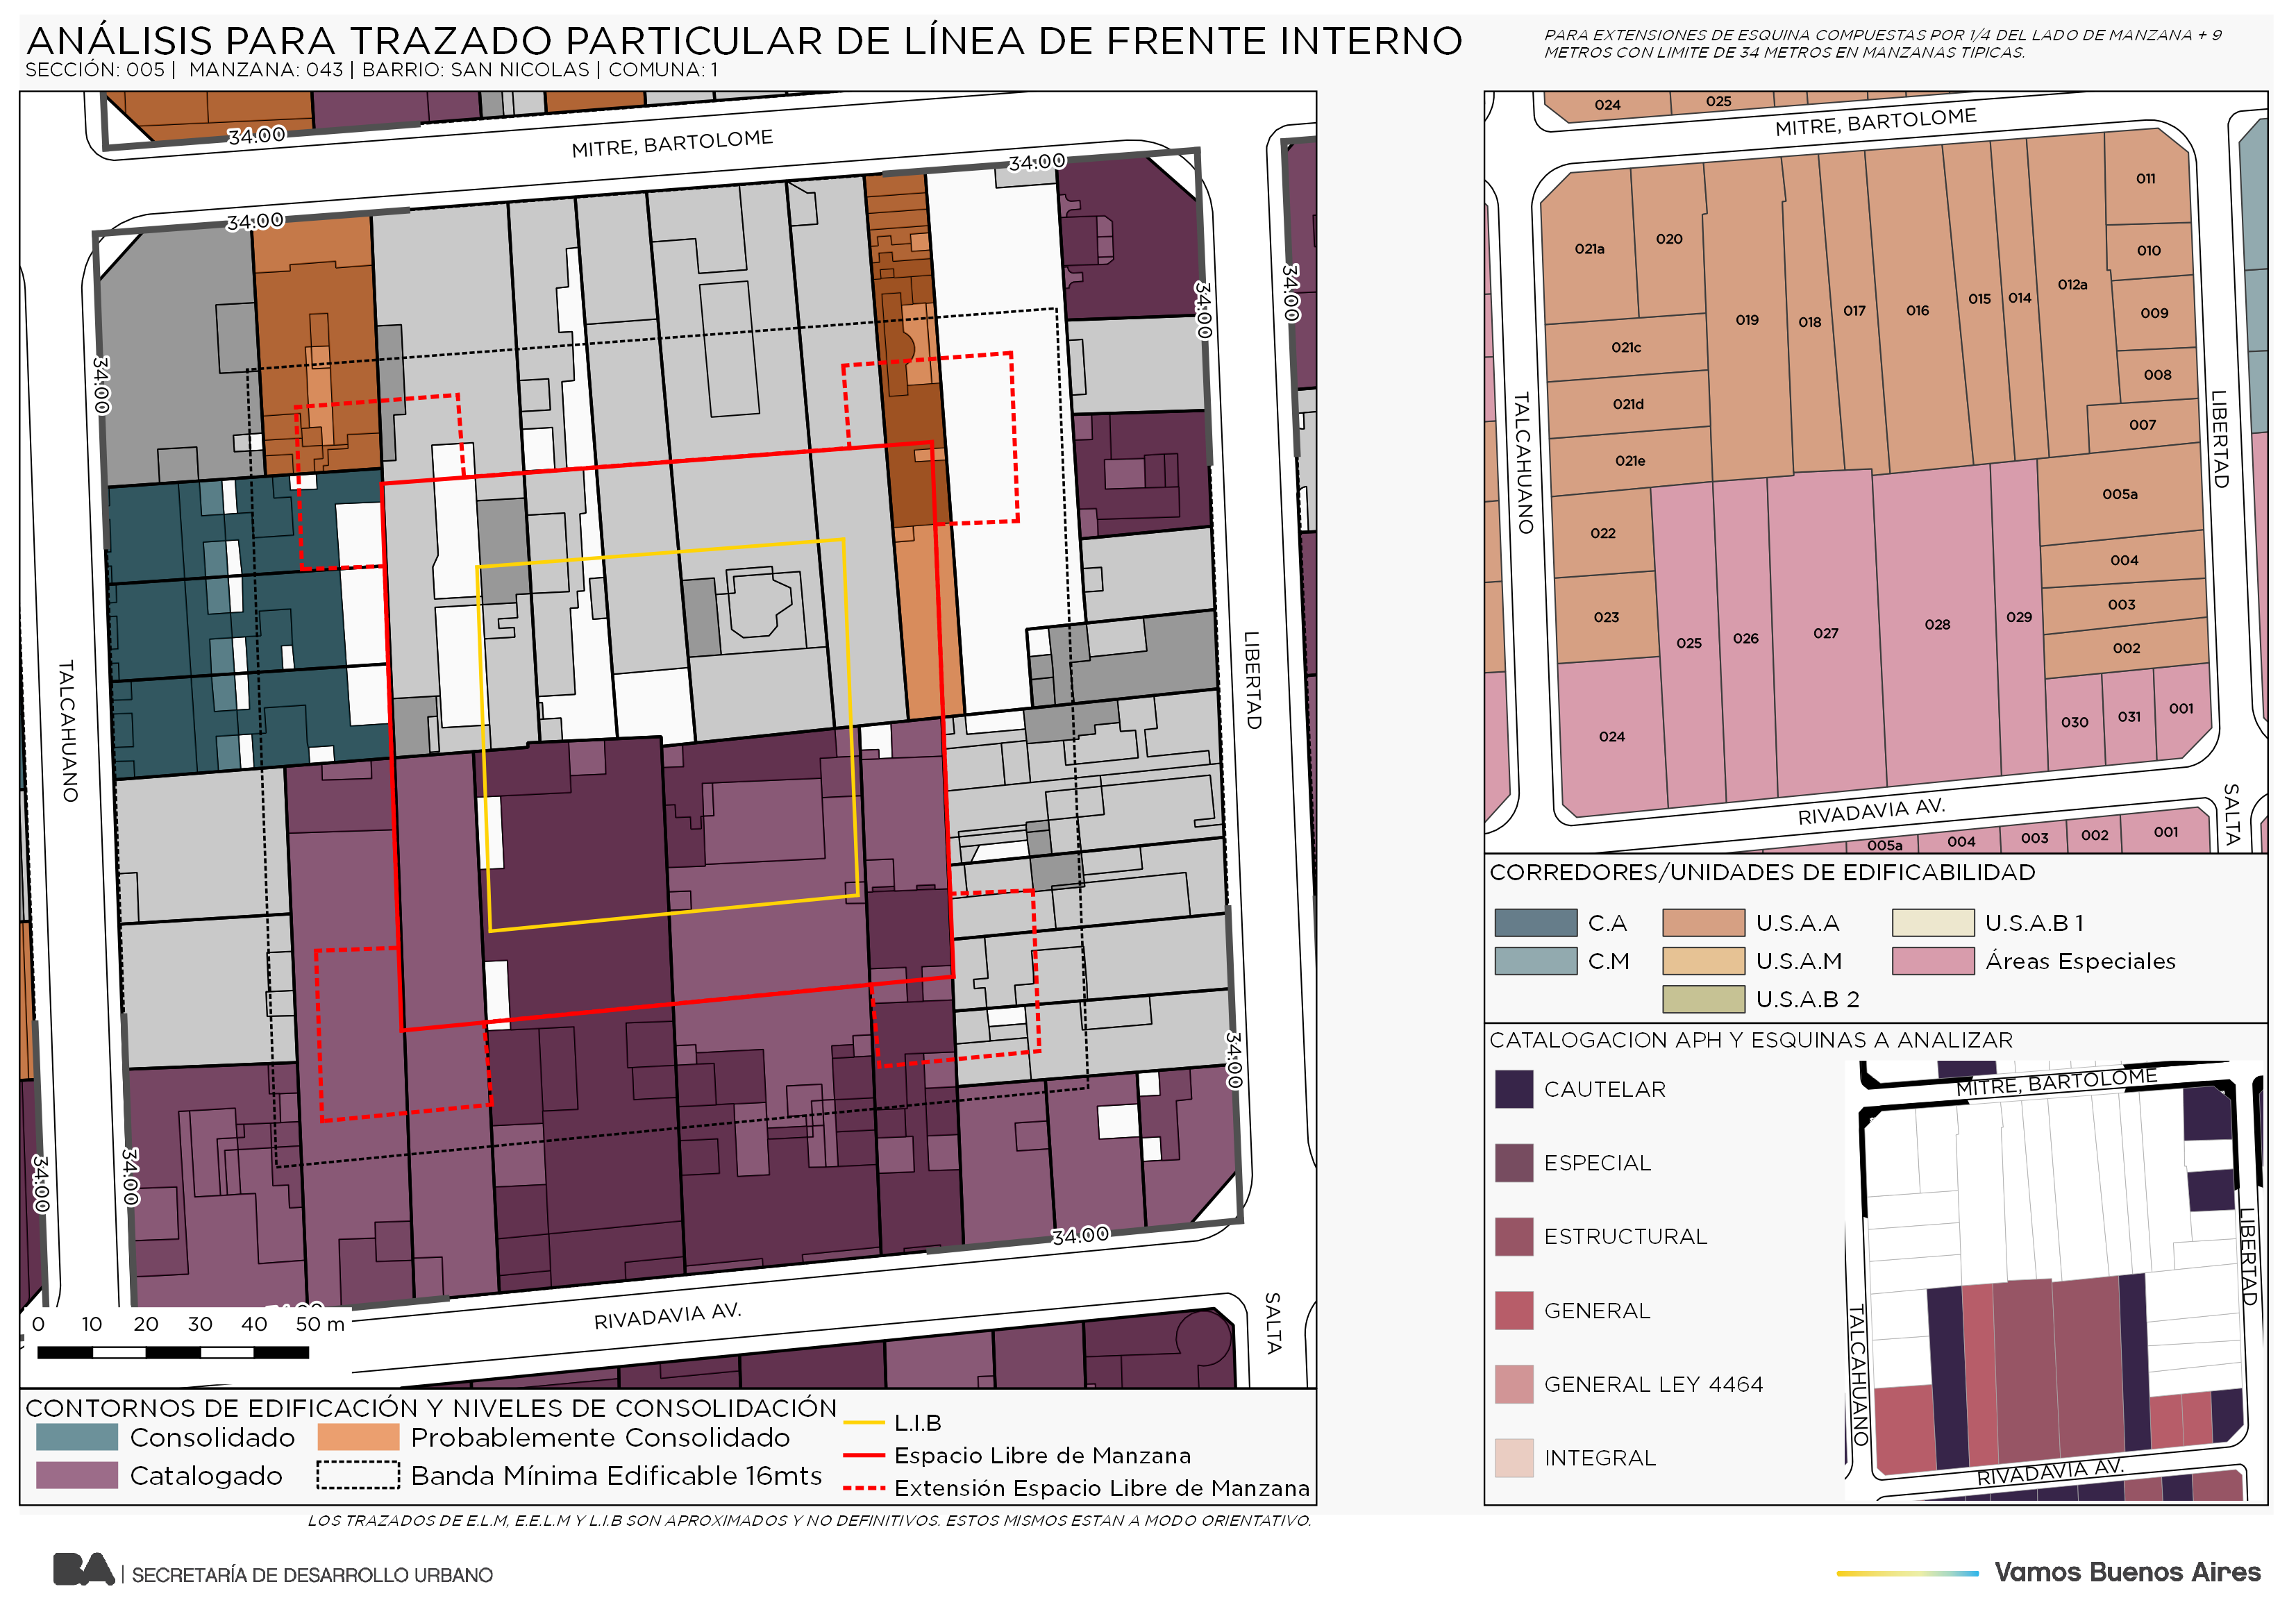 ANÁLISIS PARA TRAZADO PARTICULAR DE LÍNEA DE FRENTE INTERNO
SECCIÓN: 005 | MANZANA: 043 | BARRIO: SAN NICOLAS | COMUNA: 1
PARA EXTENSIONES DE ESQUINA COMPUESTAS POR 1/4 DEL LADO DE MANZANA + 9
METROS CON LIMITE DE 34 METROS EN MANZANAS TIPICAS.
34.00
MITRE, BARTOLOME
34.00
34.00
34.00
34.00
34.00
TALCAHUANO
LIBERTAD
34.00
34.00
34.00
34.00
RIVADAVIA AV.
SALTA
0 10 20 30 40 50 m
CONTORNOS DE EDIFICACIÓN Y NIVELES DE CONSOLIDACIÓN
Consolidado
Probablemente Consolidado
Catalogado
Banda Mínima Edificable 16mts
L.I.B
Espacio Libre de Manzana
Extensión Espacio Libre de Manzana
LOS TRAZADOS DE E.L.M, E.E.L.M Y L.I.B SON APROXIMADOS Y NO DEFINITIVOS. ESTOS MISMOS ESTAN A MODO ORIENTATIVO.
024 025
MITRE, BARTOLOME
011
021a 020 010
019 018 017 016 015 014 012a 009
021c
008
021d
007
021e
TALCAHUANO
LIBERTAD
005a
022
004
023
003
025 026 027 028 029
002
024
030 031 001
RIVADAVIA AV.
SALTA
005a 004 003 002 001
CORREDORES/UNIDADES DE EDIFICABILIDAD
C.A
U.S.A.A
U.S.A.B 1
C.M
U.S.A.M
Áreas Especiales
U.S.A.B 2
CATALOGACION APH Y ESQUINAS A ANALIZAR
CAUTELAR
ESPECIAL
ESTRUCTURAL
GENERAL
GENERAL LEY 4464
INTEGRAL
MITRE, BARTOLOME
LIBERTAD
TALCAHUANO
RIVADAVIA AV.
BA | SECRETARÍA DE DESARROLLO URBANO
Vamos Buenos Aires